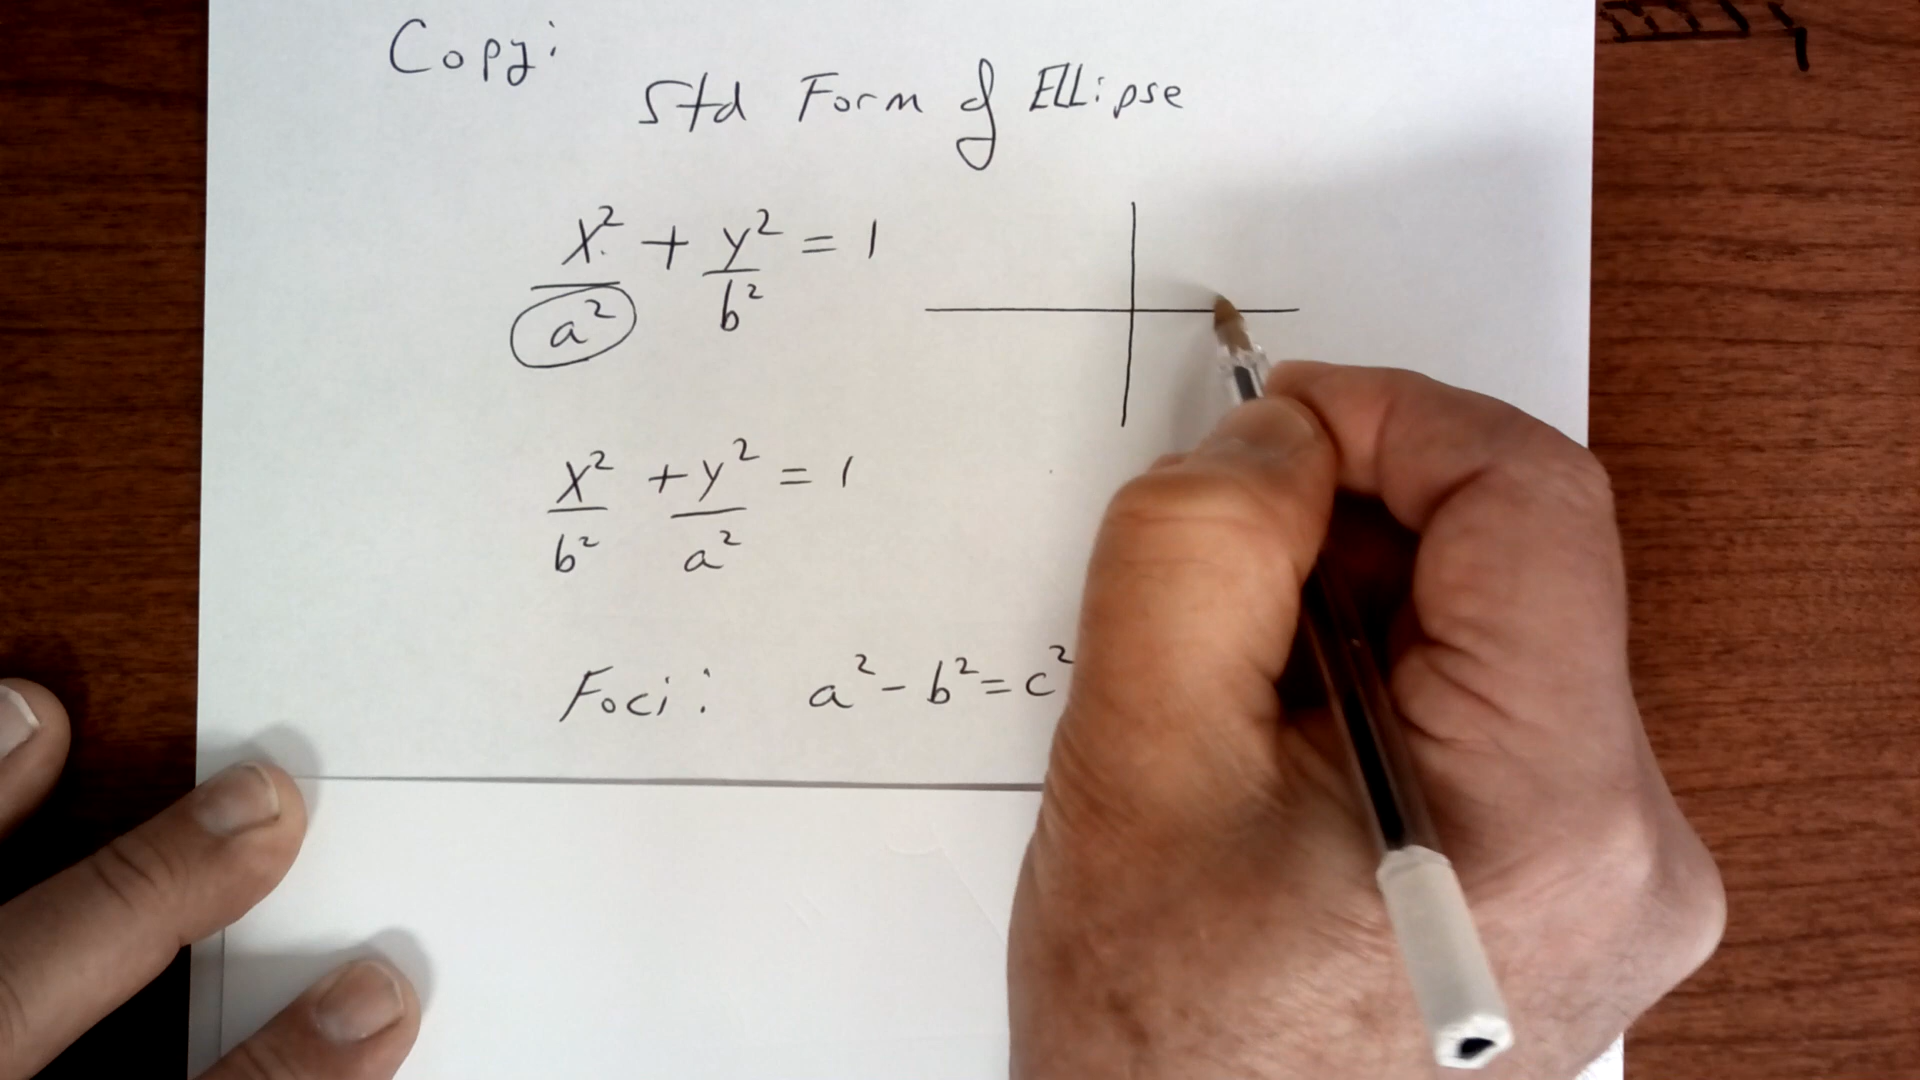 Copy:
Std Form of Ellipse
x²/a² + y²/b² = 1
x²/b² + y²/a² = 1
Foci: a² - b² = c²